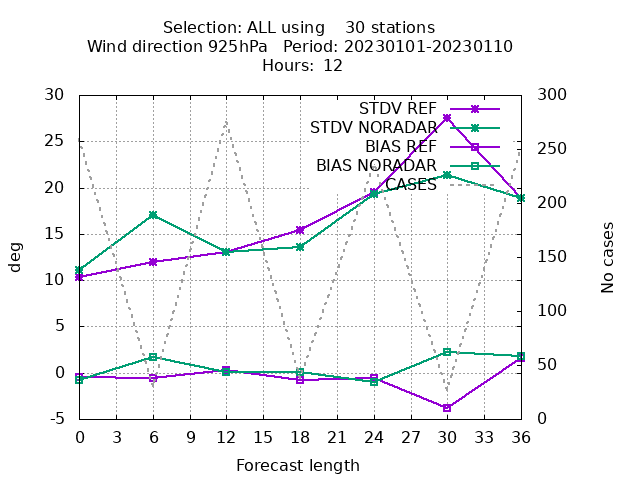 Selection: ALL using    30 stations
Wind direction 925hPa   Period: 20230101-20230110
Hours:  12
30
25
20
15
10
5
0
-5
deg
300
250
200
150
100
50
0
No cases
STDV REF
STDV NORADAR
BIAS REF
BIAS NORADAR
CASES
0 3 6 9 12 15 18 21 24 27 30 33 36
Forecast length